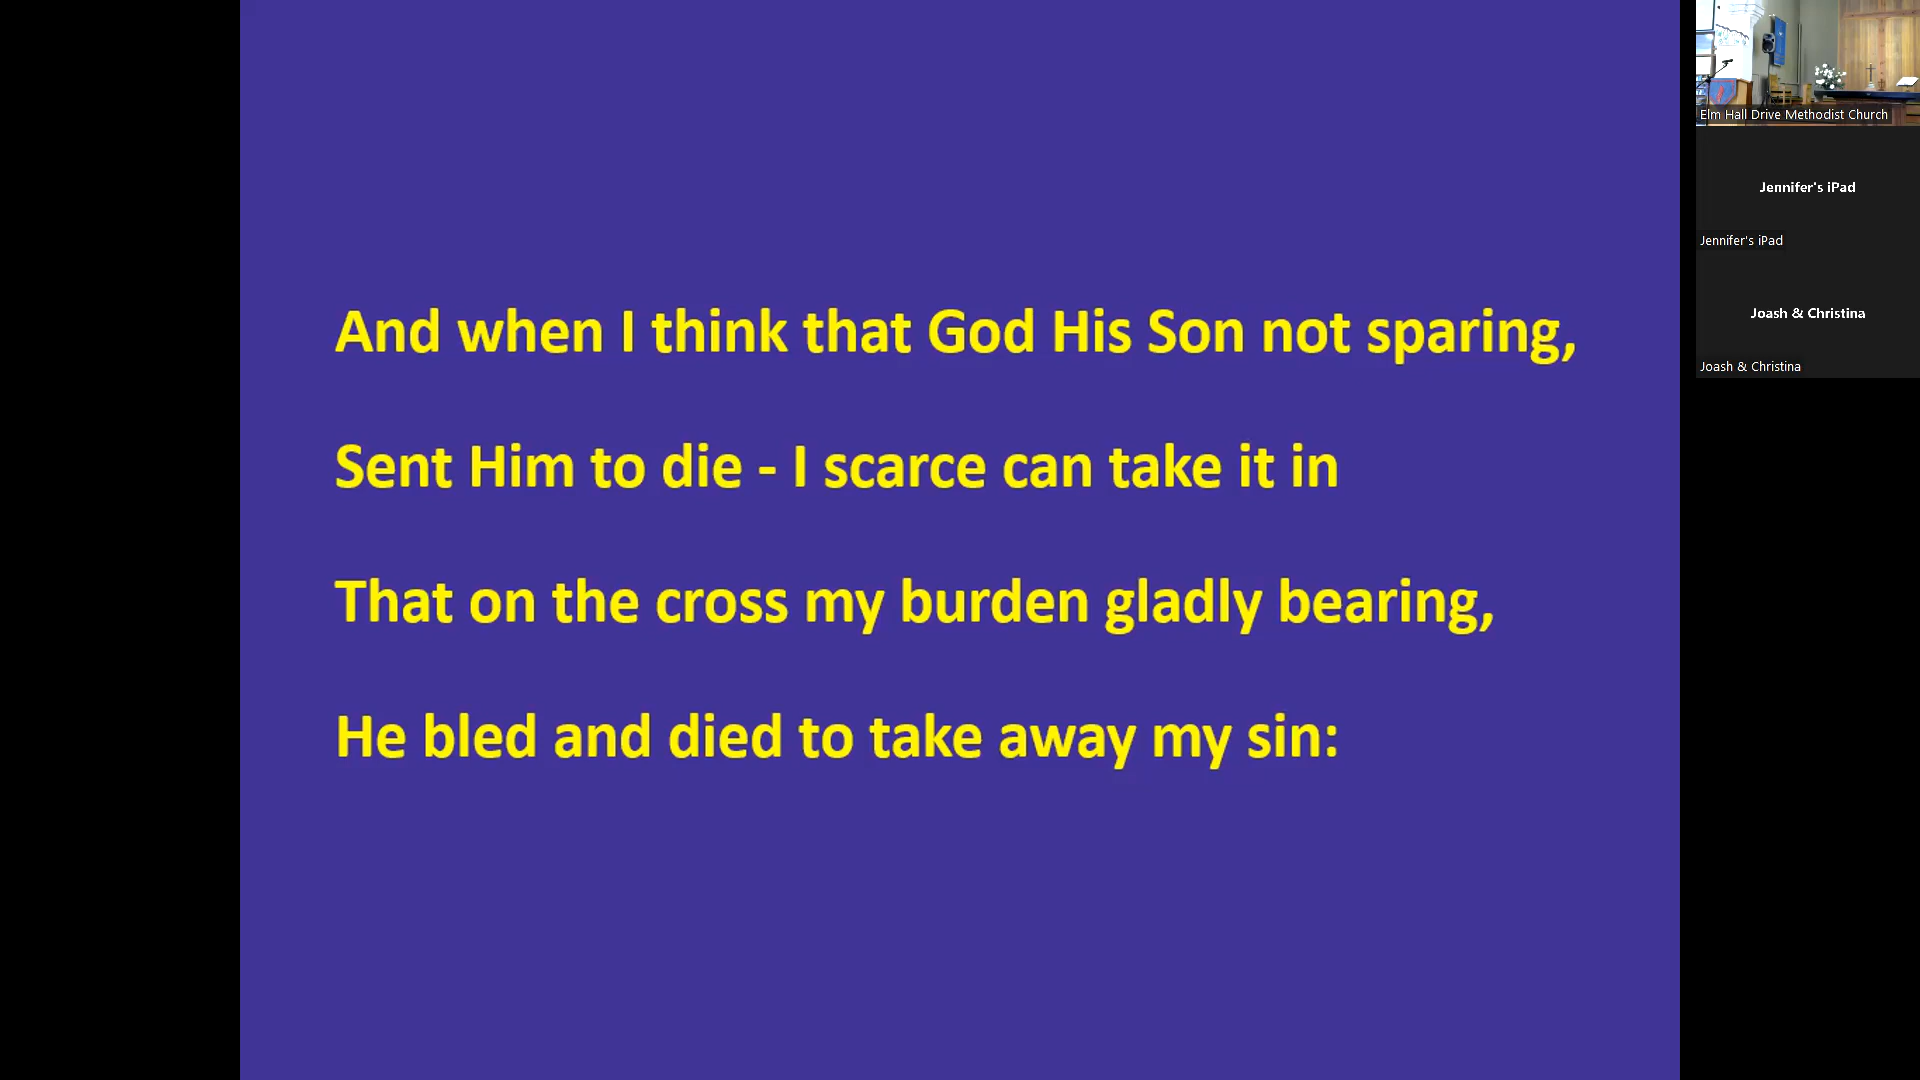 And when I think that God His Son not sparing,
Sent Him to die - I scarce can take it in
That on the cross my burden gladly bearing,
He bled and died to take away my sin:
Elm Hall Drive Methodist Church
Jennifer's iPad
Jennifer's iPad
Joash & Christina
Joash & Christina